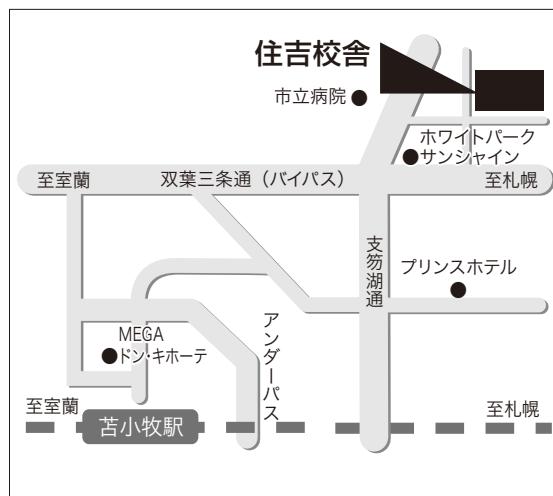 住吉校舎
市立病院
ホワイトパーク
サンシャイン
至室蘭
双葉三条通（バイパス）
至札幌
支笏湖通
プリンスホテル
アンダーパス
MEGA
ドン・キホーテ
至室蘭
苫小牧駅
至札幌